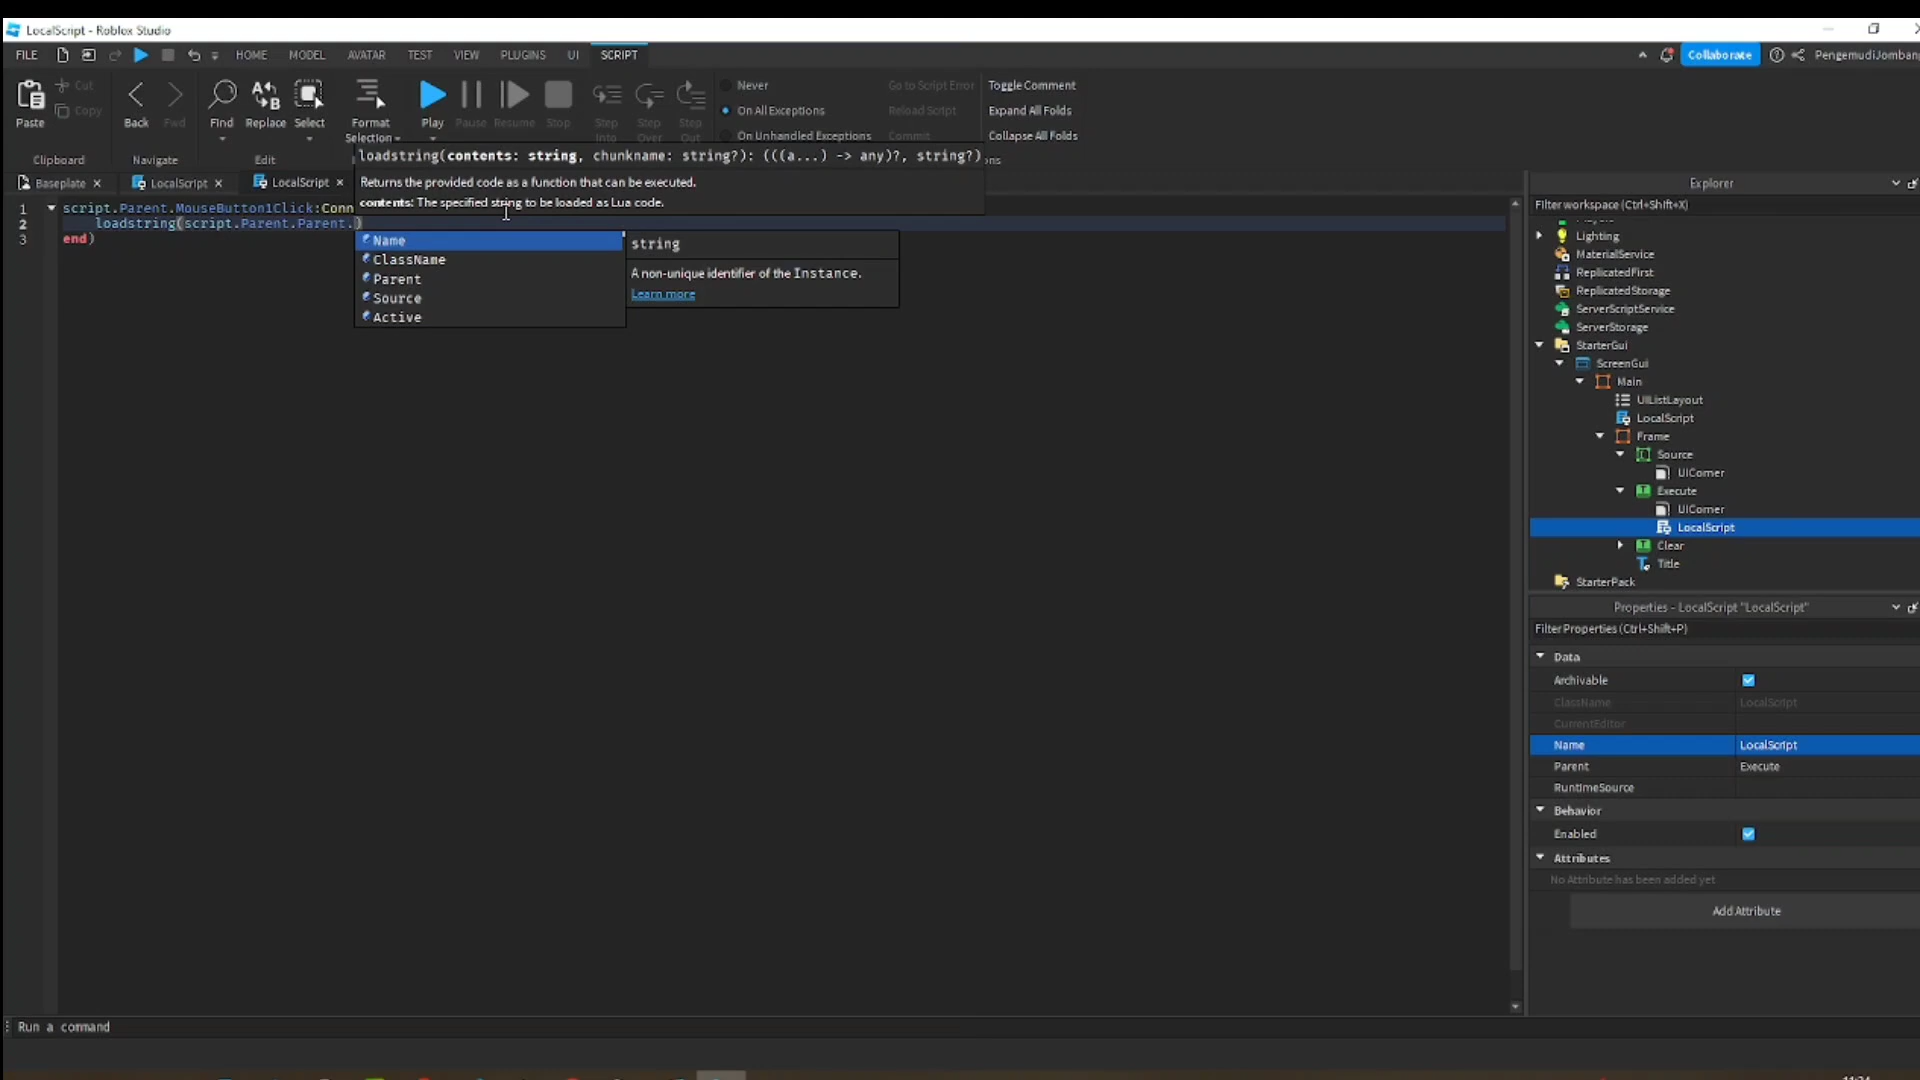 LocalScript - Roblox Studio
FILE HOME MODEL AVATAR TEST VIEW PLUGINS UI SCRIPT Collaborate PengemudiJomban
Cut
Copy
Paste Back Fwd Find Replace Select Format Selection Play Pause Resume Stop Step Into Step Over Step Out
Never Go to Script Error Toggle Comment
On All Exceptions Reload Script Expand All Folds
On Unhandled Exceptions Commit Collapse All Folds
Clipboard Navigate Edit ons
loadstring(contents: string, chunkname: string?): (((a...) -> any)?, string?)
Returns the provided code as a function that can be executed.
contents: The specified string to be loaded as Lua code.
Baseplate LocalScript LocalScript
1 script.Parent.MouseButton1Click:Conn
2 loadstring(script.Parent.Parent.)
3 end)
Name
ClassName
Parent
Source
Active
string
A non-unique identifier of the Instance.
Learn more
Explorer
Filter workspace (Ctrl+Shift+X)
Lighting
MaterialService
ReplicatedFirst
ReplicatedStorage
ServerScriptService
ServerStorage
StarterGui
ScreenGui
Main
UIListLayout
LocalScript
Frame
Source
UICorner
Execute
UICorner
LocalScript
Clear
Title
StarterPack
Properties - LocalScript "LocalScript"
Filter Properties (Ctrl+Shift+P)
Data
Archivable
ClassName LocalScript
CurrentEditor
Name LocalScript
Parent Execute
RuntimeSource
Behavior
Enabled
Attributes
No Attribute has been added yet
Add Attribute
Run a command